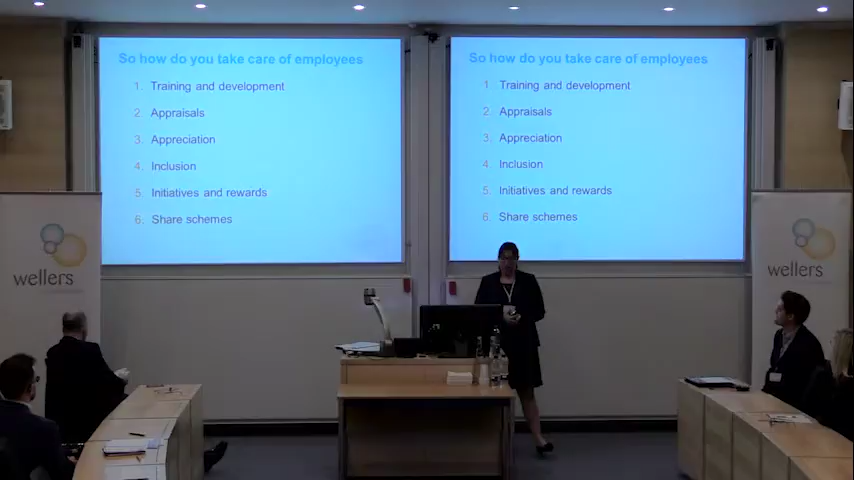 So how do you take care of employees
1. Training and development
2. Appraisals
3. Appreciation
4. Inclusion
5. Initiatives and rewards
6. Share schemes
So how do you take care of employees
1. Training and development
2. Appraisals
3. Appreciation
4. Inclusion
5. Initiatives and rewards
6. Share schemes
wellers
wellers